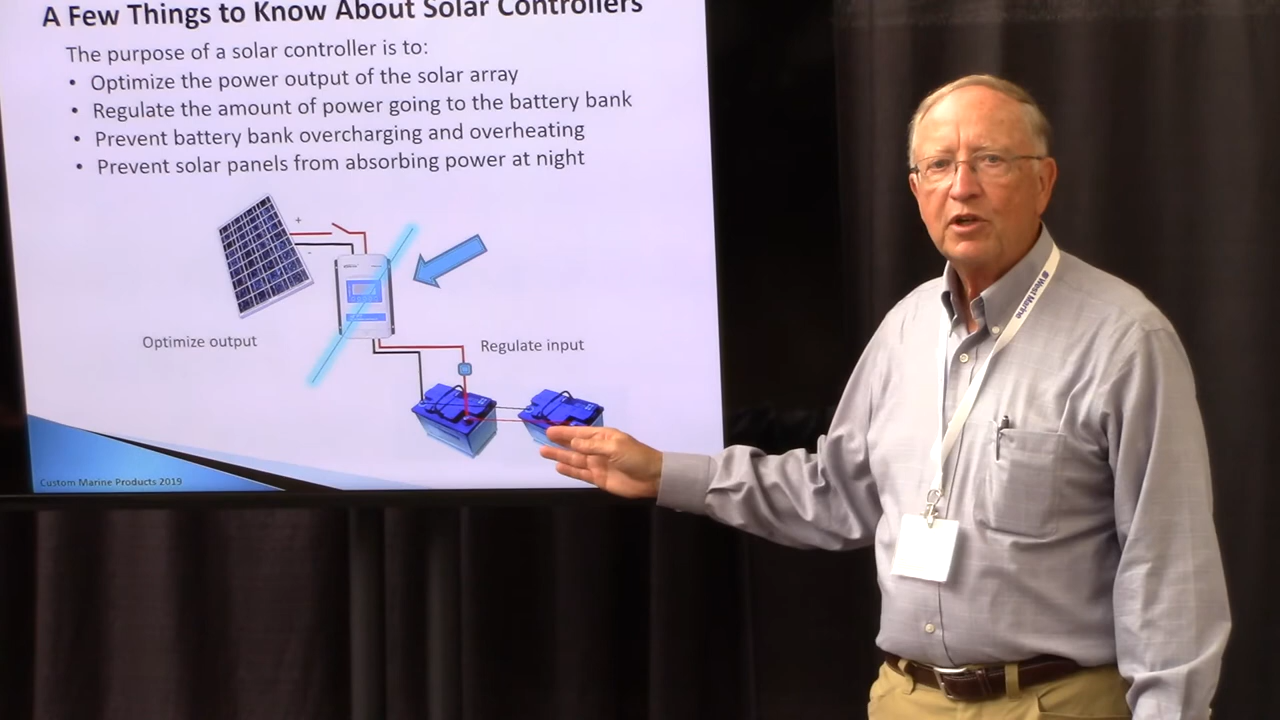 A Few Things to Know About Solar Controllers
The purpose of a solar controller is to:
• Optimize the power output of the solar array
• Regulate the amount of power going to the battery bank
• Prevent battery bank overcharging and overheating
• Prevent solar panels from absorbing power at night
+
-
Optimize output
Regulate input
Custom Marine Products 2019
West Marine